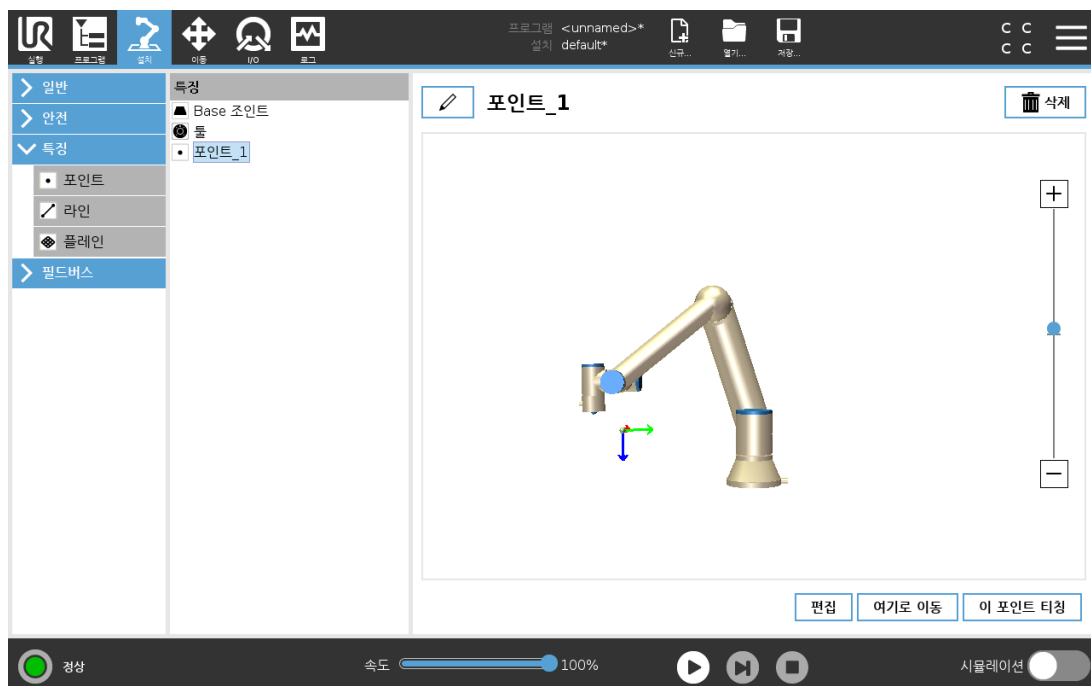 UR
실행
프로그램
설치
이동
I/O
로그
프로그램 <unnamed>*
설치 default*
신규...
열기...
저장...
C C
C C
일반
안전
특징
포인트
라인
플레인
필드버스
특징
Base 조인트
툴
포인트_1
포인트_1
삭제
편집
여기로 이동
이 포인트 티칭
정상
속도
100%
시뮬레이션